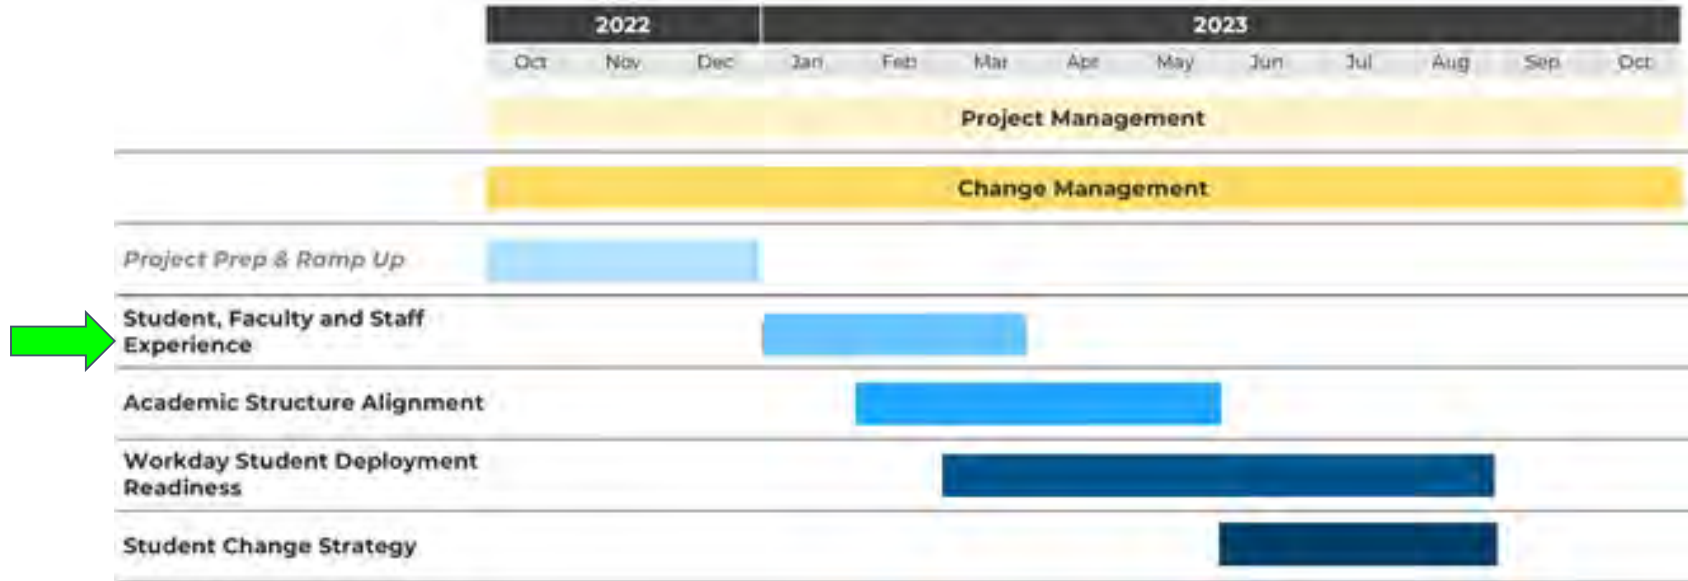 2022 2023
Oct Nov Dec Jan Feb Mar Apr May Jun Jul Aug Sep Oct
Project Management
Change Management
Project Prep & Ramp Up
Student, Faculty and Staff
Experience
Academic Structure Alignment
Workday Student Deployment
Readiness
Student Change Strategy